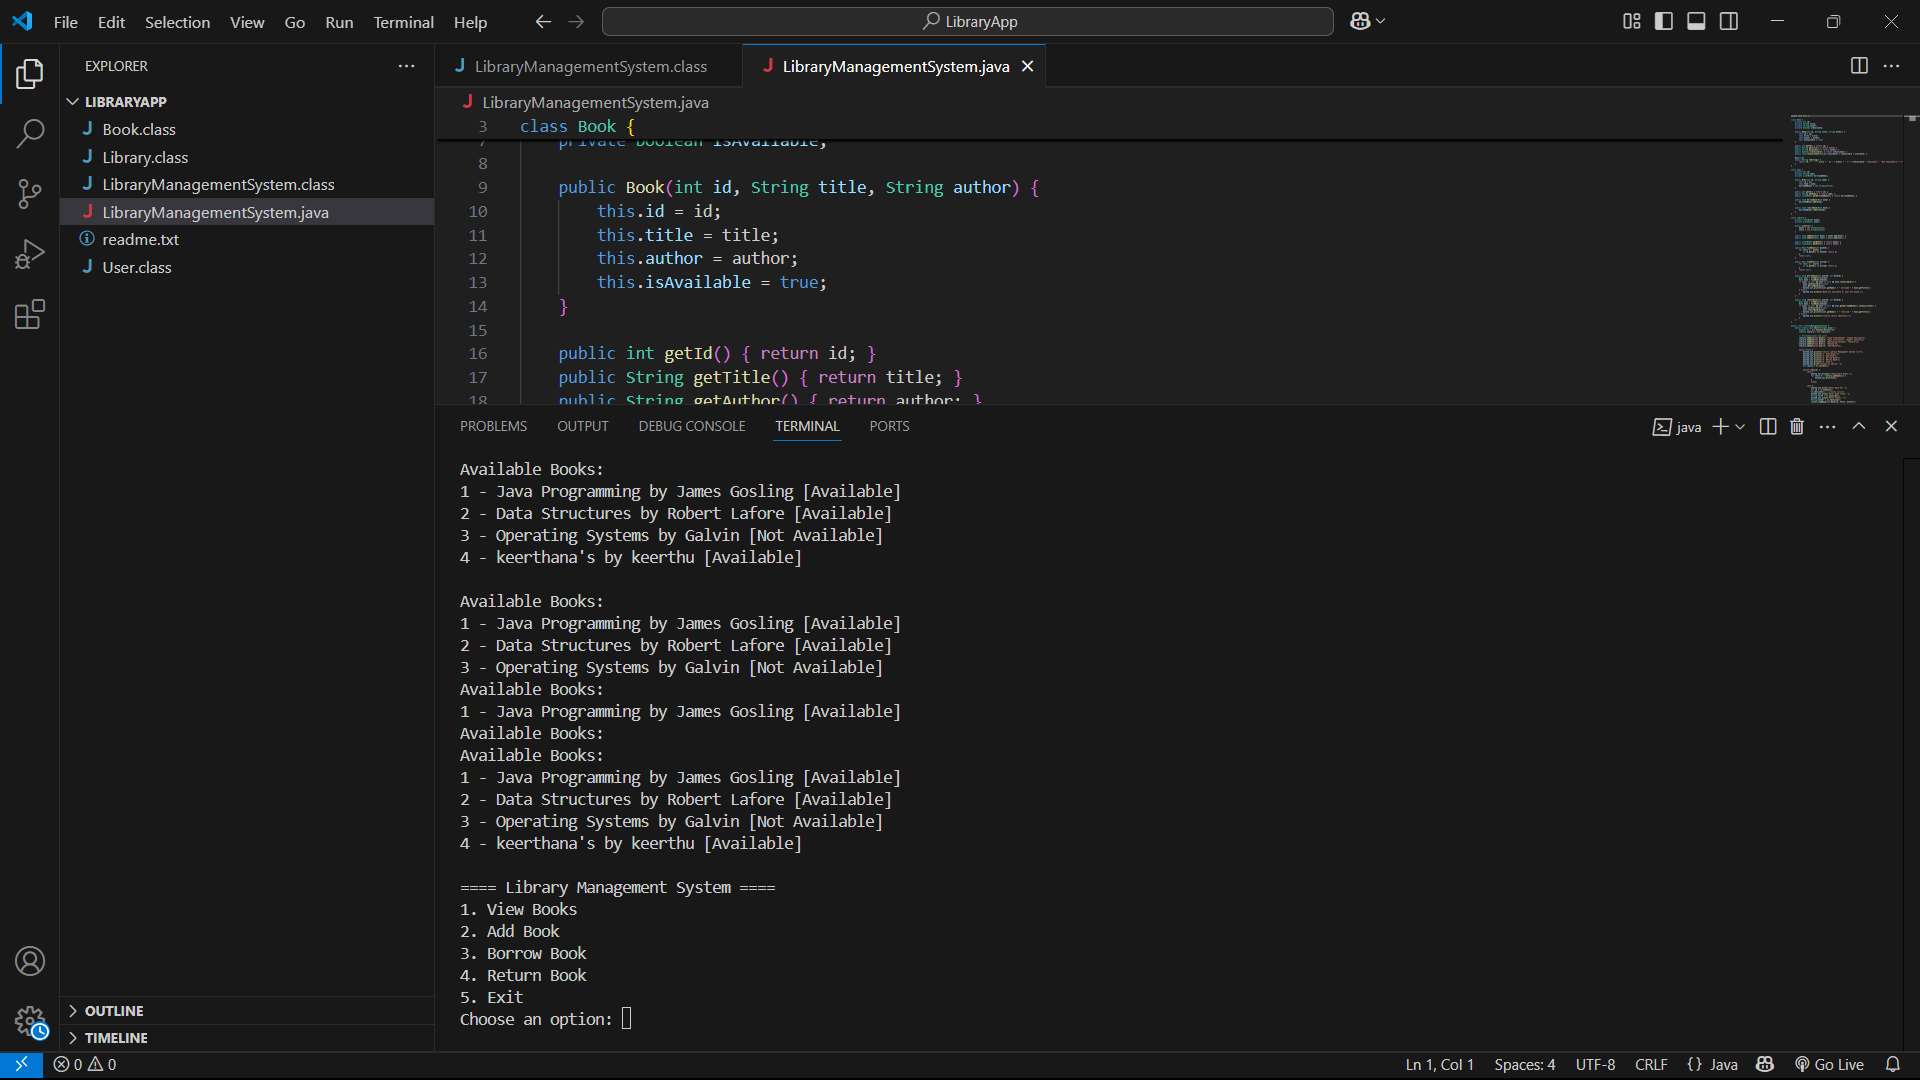 File Edit Selection View Go Run Terminal Help
LibraryApp
EXPLORER
LIBRARYAPP
Book.class
Library.class
LibraryManagementSystem.class
LibraryManagementSystem.java
readme.txt
User.class
OUTLINE
TIMELINE
LibraryManagementSystem.class
LibraryManagementSystem.java
LibraryManagementSystem.java
3 class Book {
7 private boolean isAvailable;
8
9 public Book(int id, String title, String author) {
10 this.id = id;
11 this.title = title;
12 this.author = author;
13 this.isAvailable = true;
14 }
15
16 public int getId() { return id; }
17 public String getTitle() { return title; }
18 public String getAuthor() { return author; }
PROBLEMS OUTPUT DEBUG CONSOLE TERMINAL PORTS
java
Available Books:
1 - Java Programming by James Gosling [Available]
2 - Data Structures by Robert Lafore [Available]
3 - Operating Systems by Galvin [Not Available]
4 - keerthana's by keerthu [Available]
Available Books:
1 - Java Programming by James Gosling [Available]
2 - Data Structures by Robert Lafore [Available]
3 - Operating Systems by Galvin [Not Available]
Available Books:
1 - Java Programming by James Gosling [Available]
Available Books:
Available Books:
1 - Java Programming by James Gosling [Available]
2 - Data Structures by Robert Lafore [Available]
3 - Operating Systems by Galvin [Not Available]
4 - keerthana's by keerthu [Available]
==== Library Management System ====
1. View Books
2. Add Book
3. Borrow Book
4. Return Book
5. Exit
Choose an option:
0 0
Ln 1, Col 1 Spaces: 4 UTF-8 CRLF {} Java Go Live